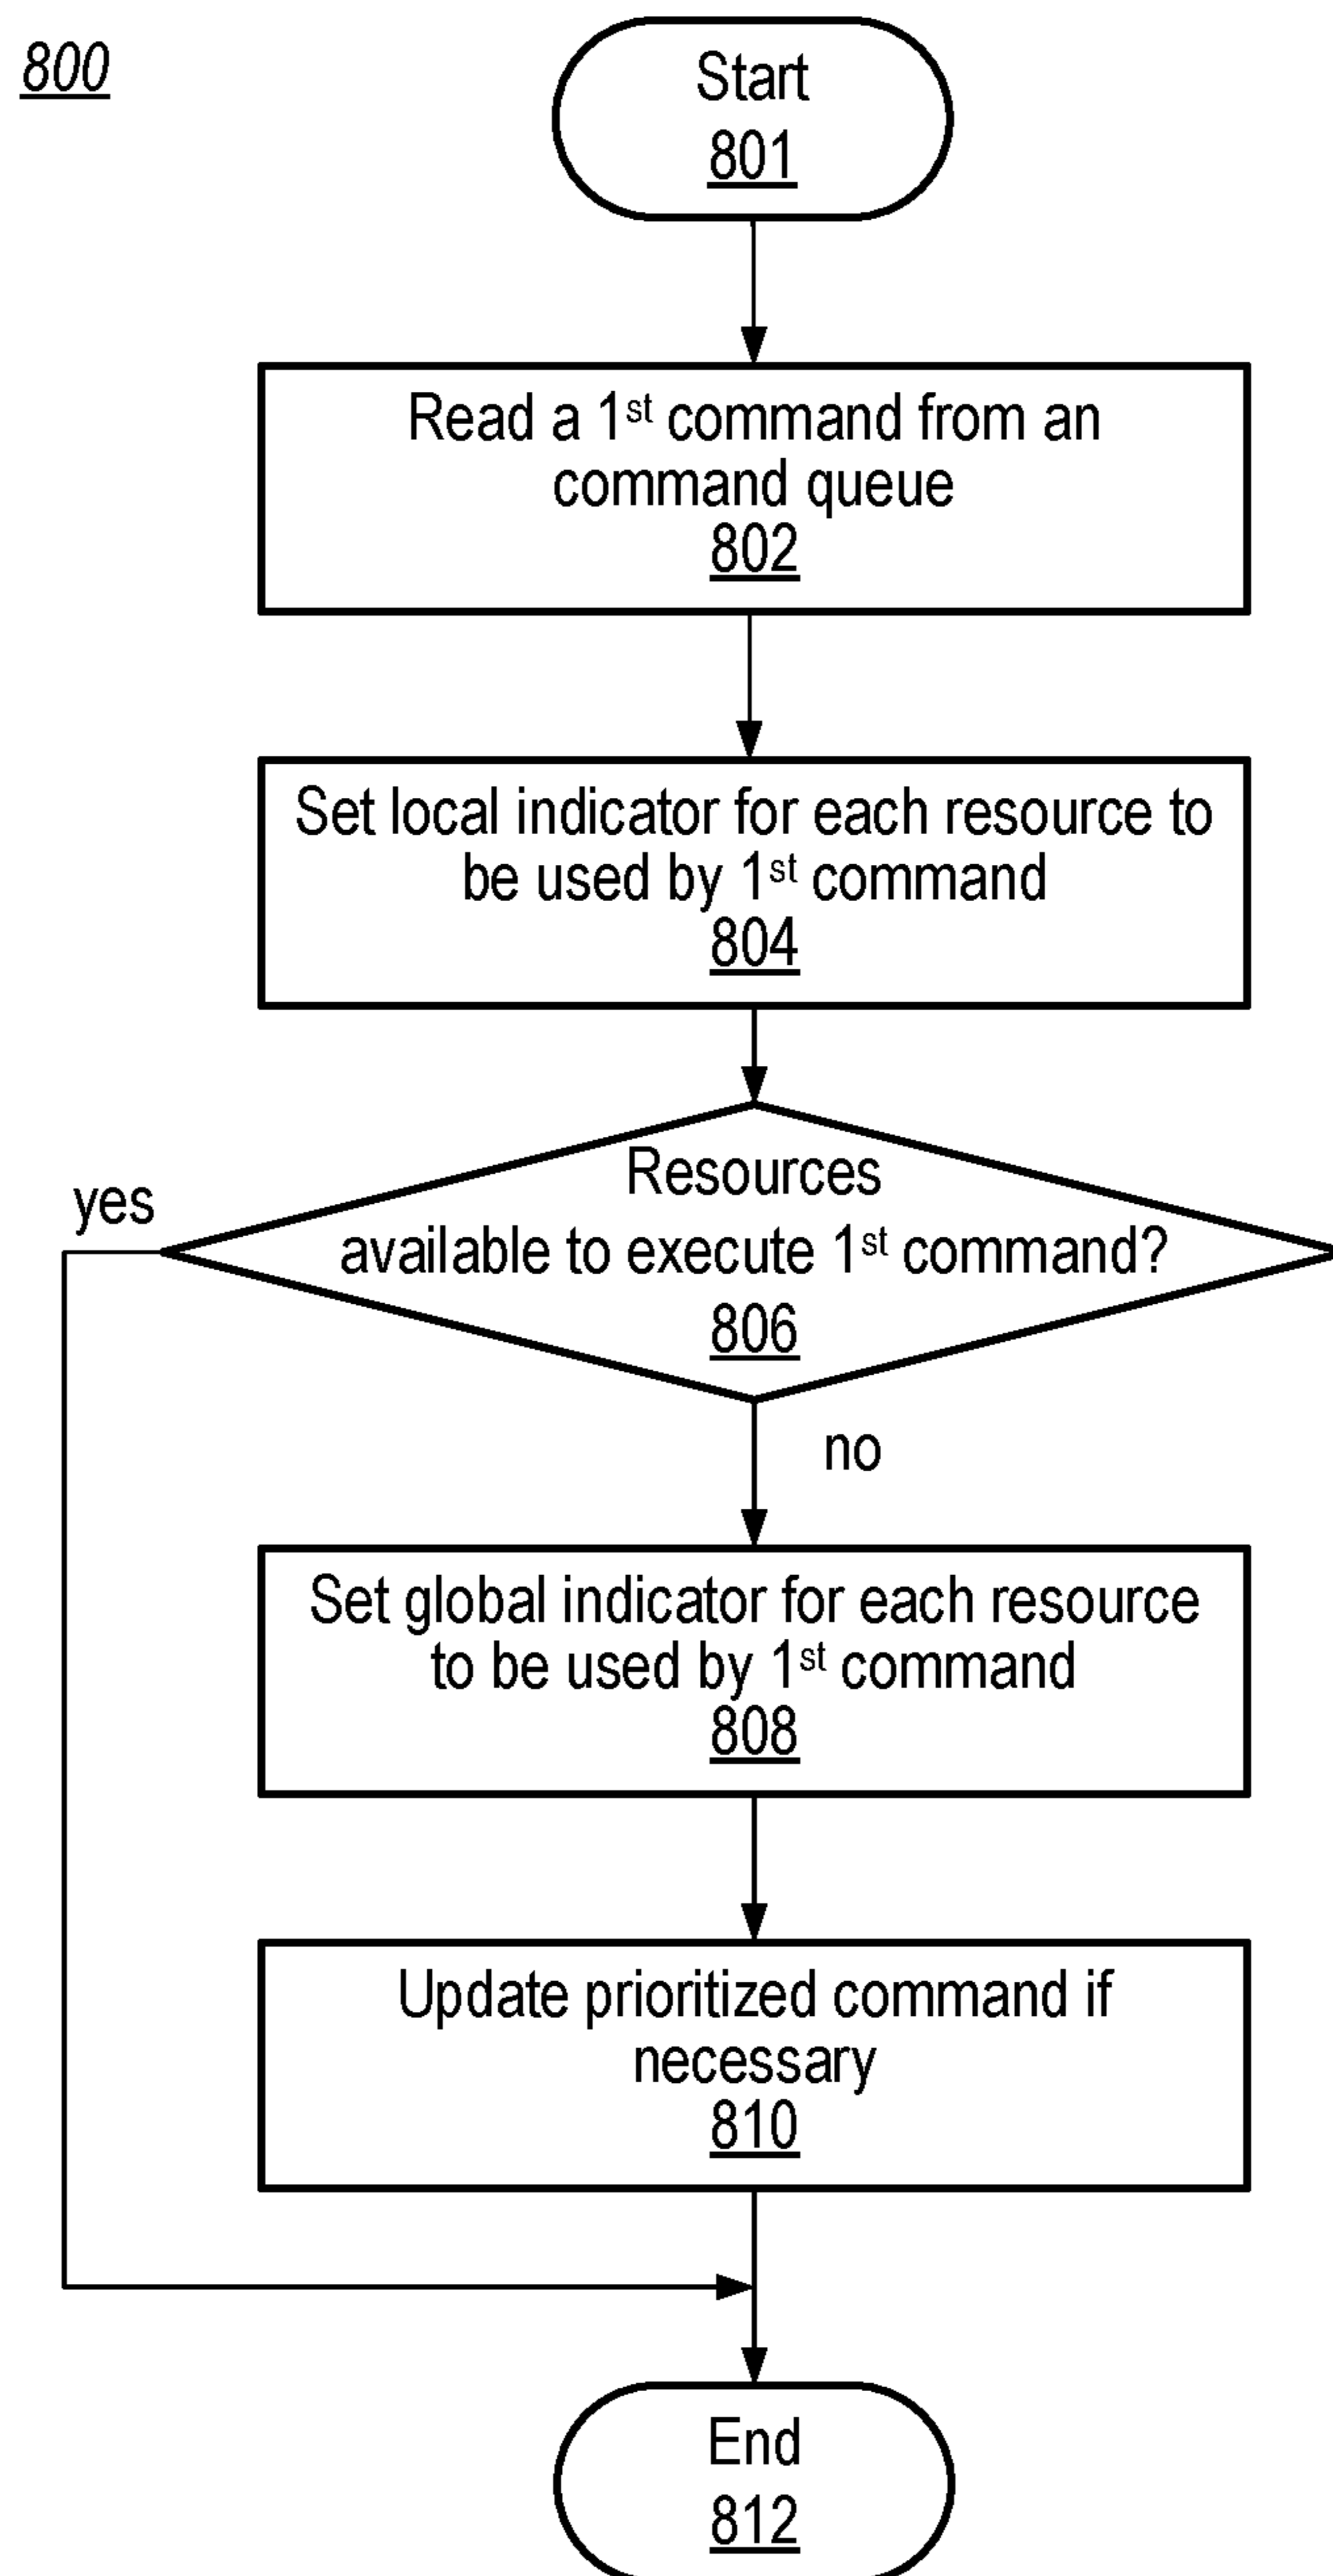 800
Start
801
Read a 1st command from an
command queue
802
Set local indicator for each resource to
be used by 1st command
804
Resources
available to execute 1st command?
806
yes
no
Set global indicator for each resource
to be used by 1st command
808
Update prioritized command if
necessary
810
End
812